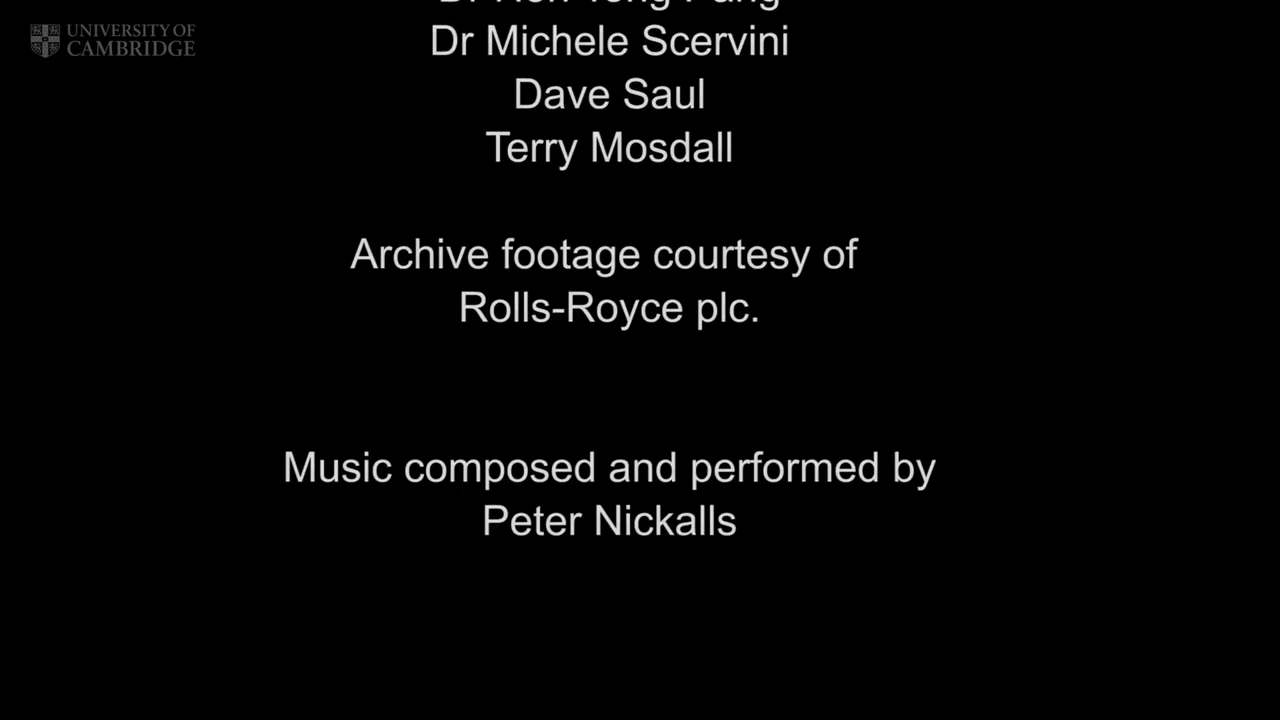 UNIVERSITY OF
CAMBRIDGE
Dr Michele Scervini
Dave Saul
Terry Mosdall
Archive footage courtesy of
Rolls-Royce plc.
Music composed and performed by
Peter Nickalls